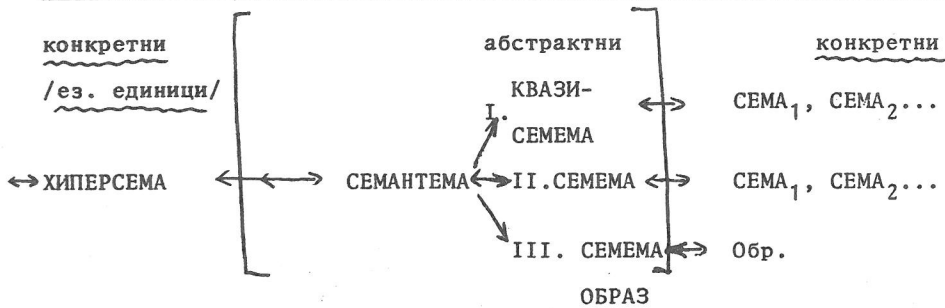 конкретни абстрактни конкретни
/ез. единици/ КВАЗИ-
I. СЕМЕМА ↔ СЕМА₁, СЕМА₂...
↔ ХИПЕРСЕМА ↔ СЕМАНТЕМА ↔ II.СЕМЕМА ↔ СЕМА₁, СЕМА₂...
III. СЕМЕМА ↔ Обр.
ОБРАЗ